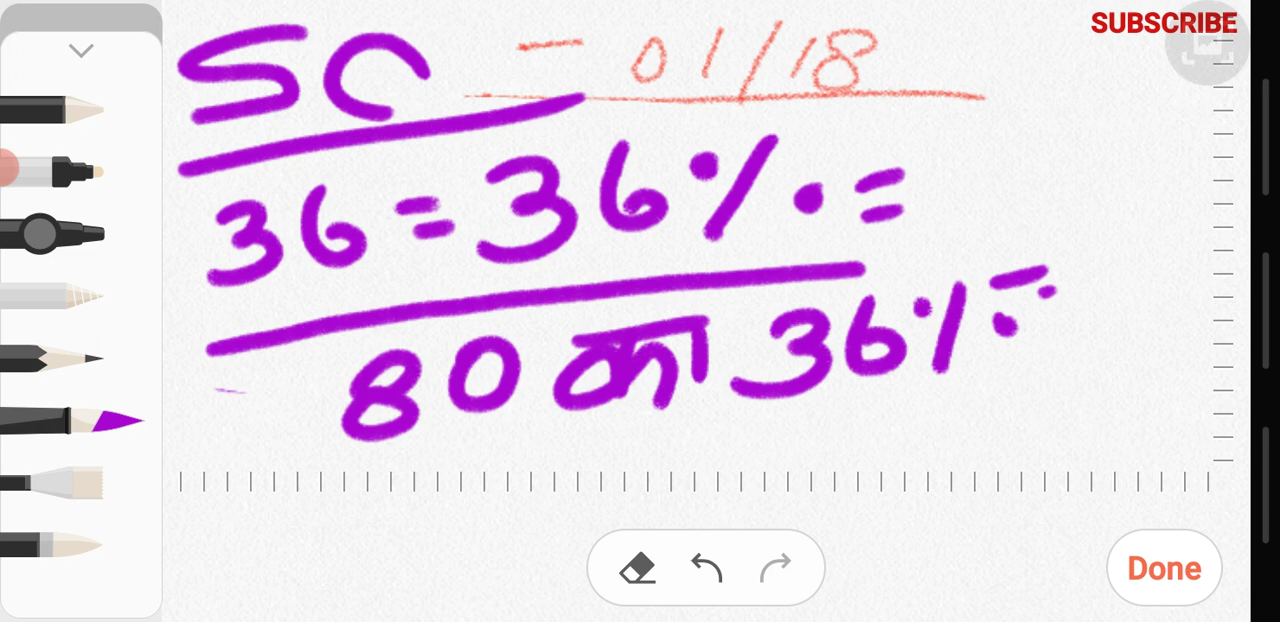 SUBSCRIBE
SC - 01/18
36 = 36% =
80 का 36% =
Done